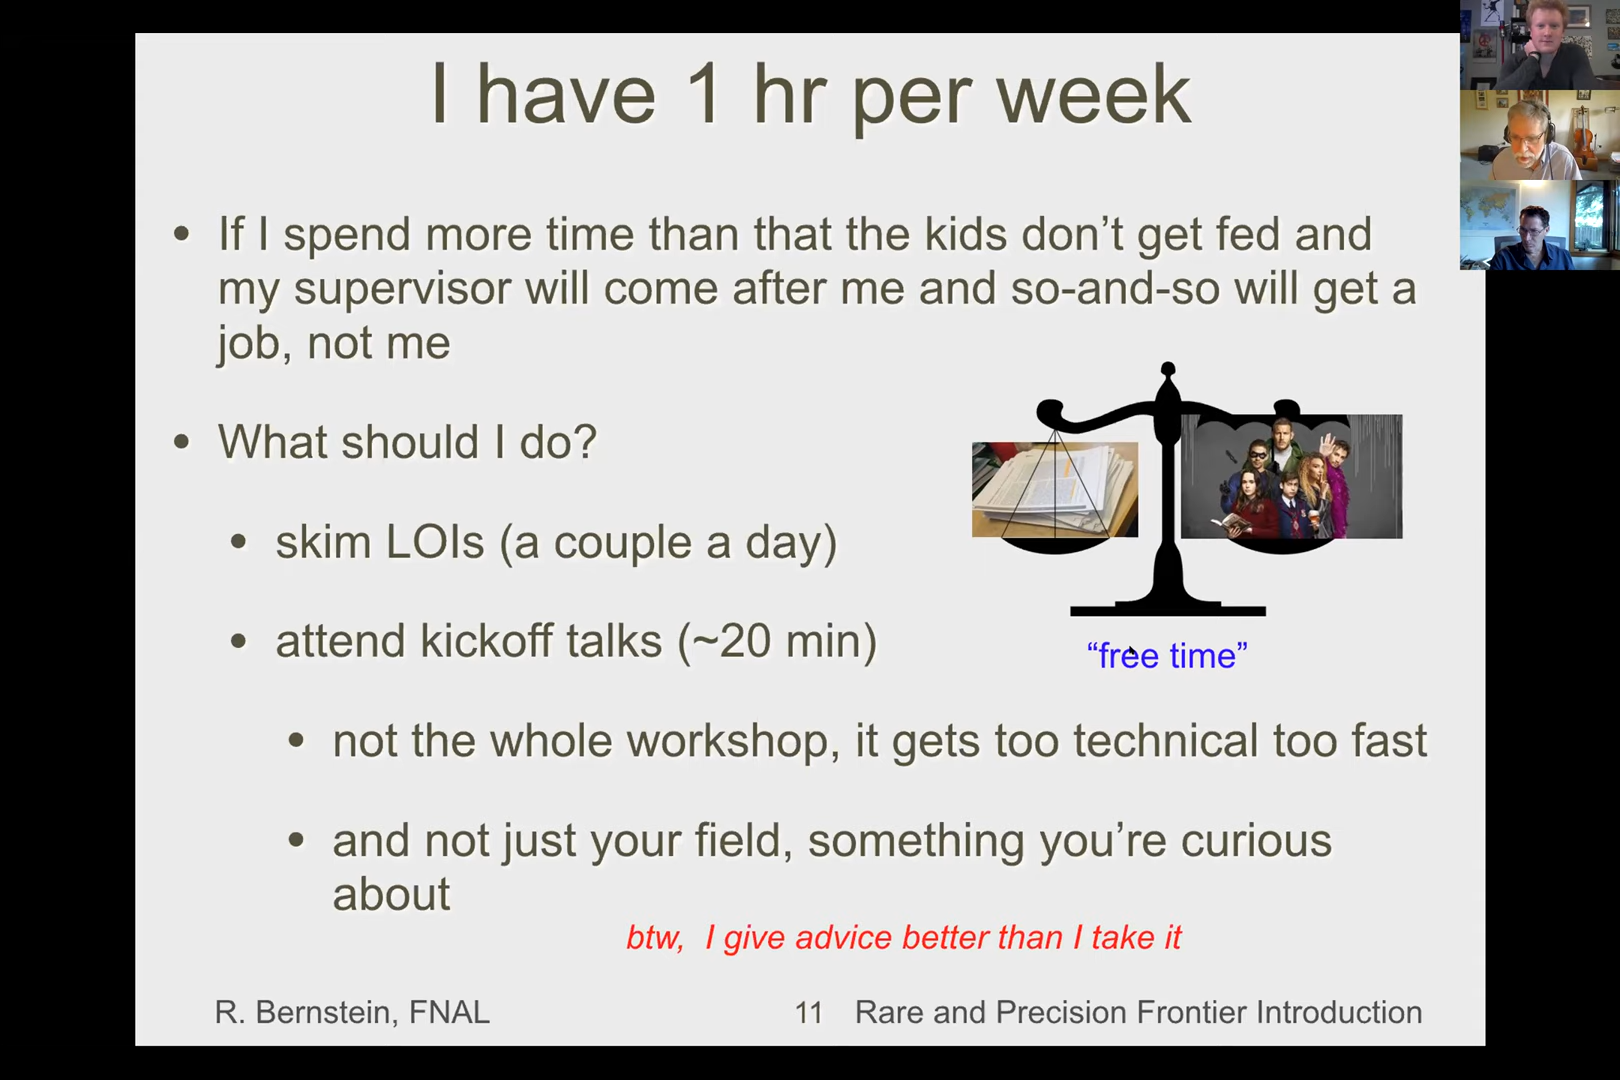 I have 1 hr per week
• If I spend more time than that the kids don’t get fed and
my supervisor will come after me and so-and-so will get a
job, not me
• What should I do?
• skim LOIs (a couple a day)
• attend kickoff talks (~20 min)
“free time”
• not the whole workshop, it gets too technical too fast
• and not just your field, something you’re curious
about
btw, I give advice better than I take it
R. Bernstein, FNAL
11
Rare and Precision Frontier Introduction